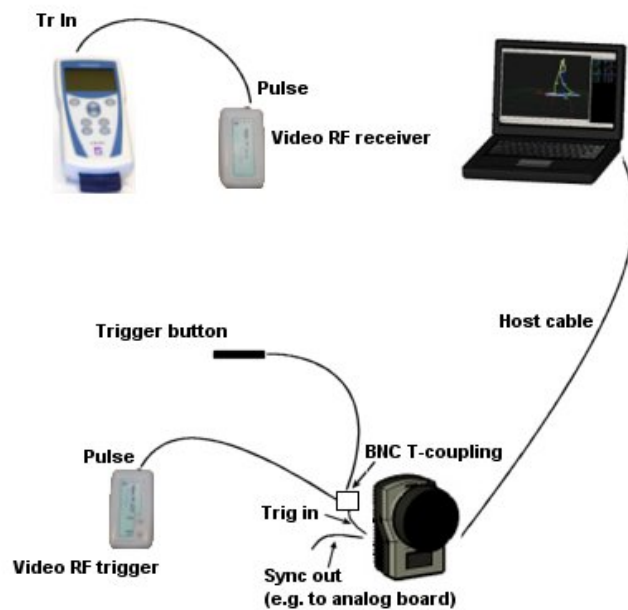 Tr In
Pulse
Video RF receiver
Trigger button
Host cable
BNC T-coupling
Pulse
Trig in
Video RF trigger
Sync out
(e.g. to analog board)